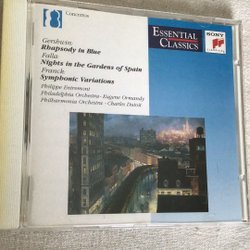 Concertos
ESSENTIAL
CLASSICS
SONY
Gershwin
Rhapsody in Blue
Falla
Nights in the Gardens of Spain
Franck
Symphonic Variations
Philippe Entremont
Philadelphia Orchestra · Eugene Ormandy
Philharmonia Orchestra · Charles Dutoit